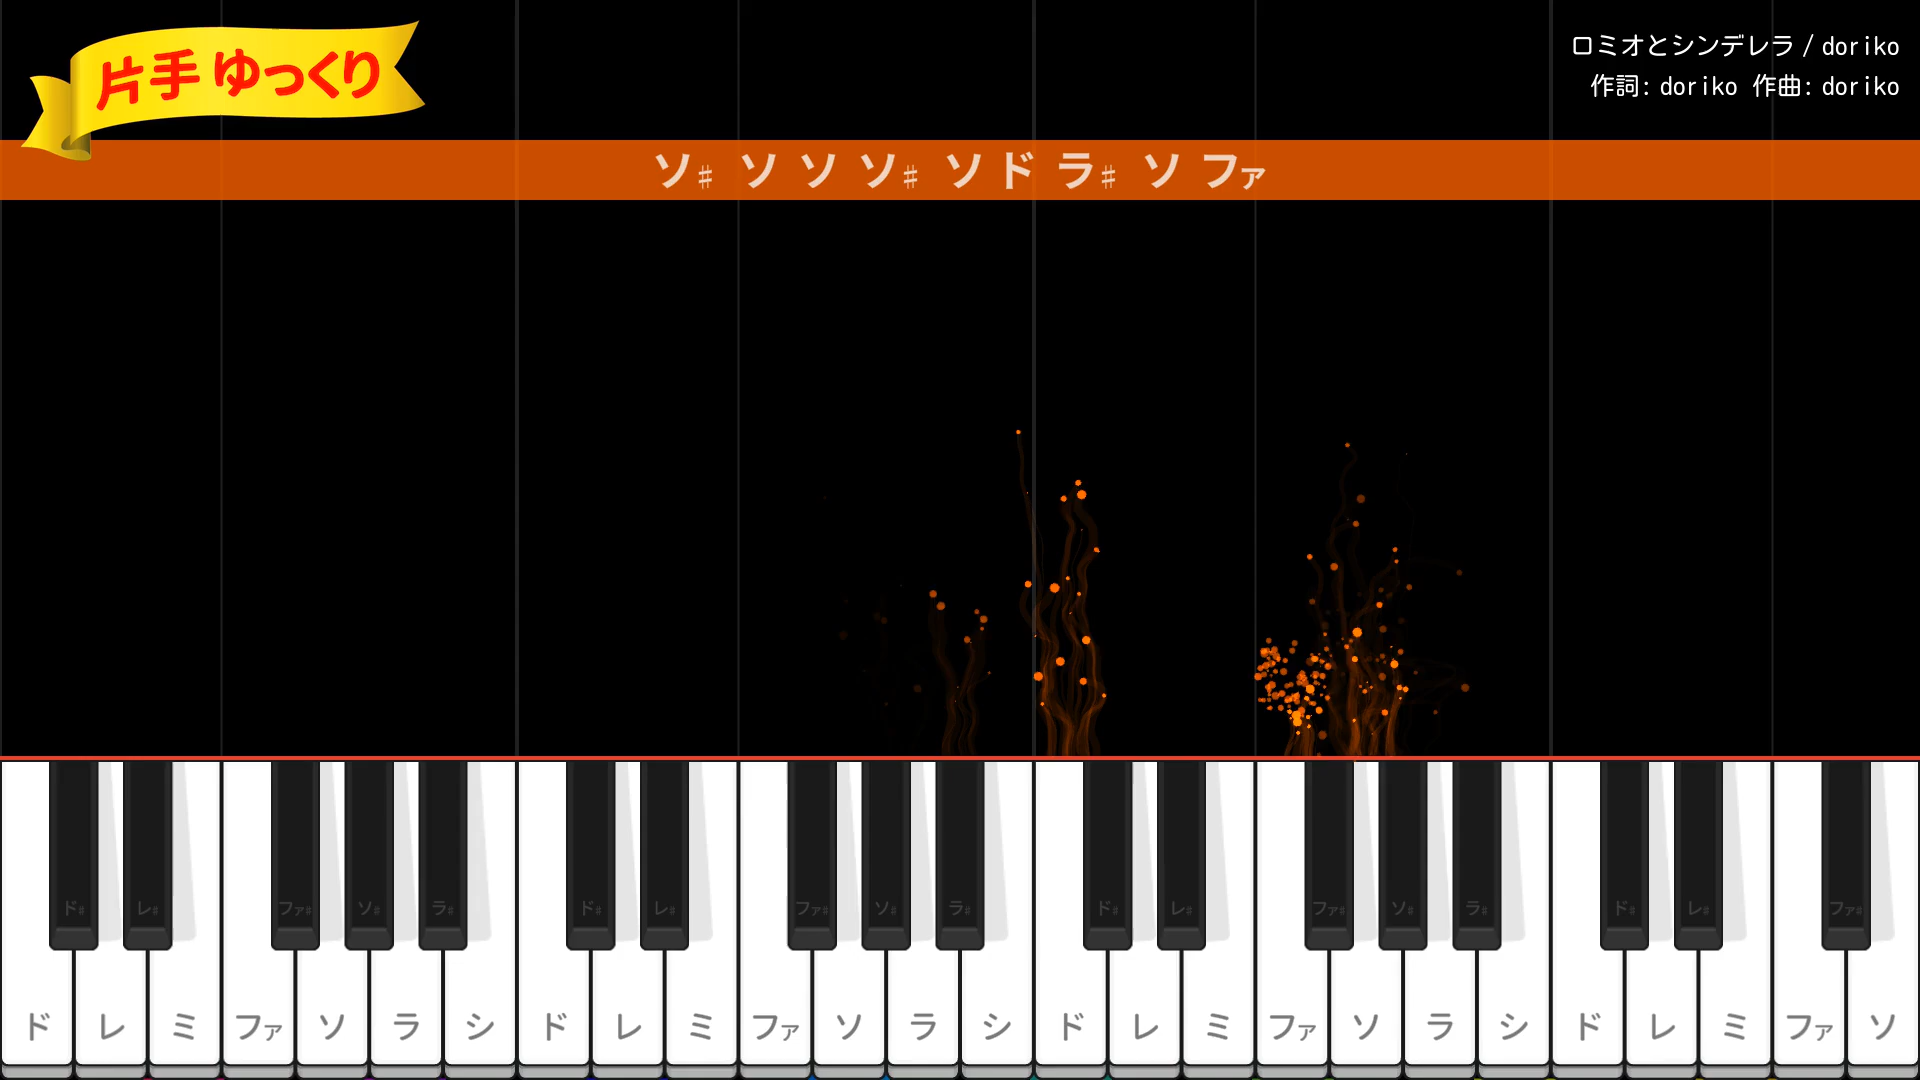 片手 ゆっくり
ロミオとシンデレラ / doriko
作詞: doriko 作曲: doriko
ソ♯ ソ ソ ソ♯ ソ ド ラ♯ ソ ファ
ド♯ レ♯ ファ♯ ソ♯ ラ♯ ド♯ レ♯ ファ♯ ソ♯ ラ♯ ド♯ レ♯ ファ♯ ソ♯ ラ♯ ド♯ レ♯ ファ♯
ド レ ミ ファ ソ ラ シ ド レ ミ ファ ソ ラ シ ド レ ミ ファ ソ ラ シ ド レ ミ ファ ソ